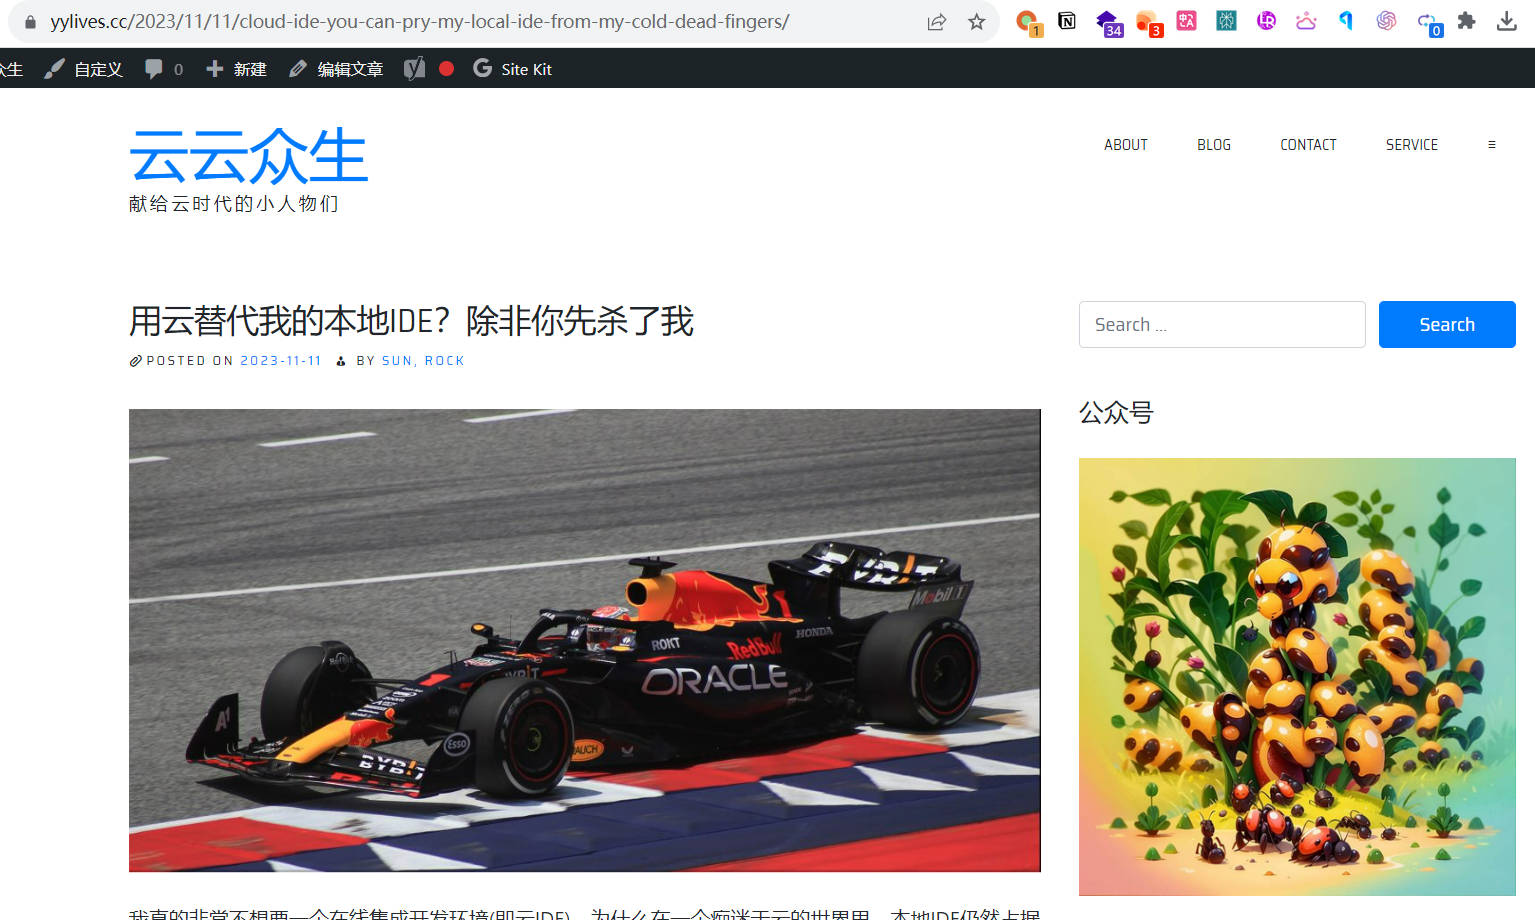 yylives.cc/2023/11/11/cloud-ide-you-can-pry-my-local-ide-from-my-cold-dead-fingers/
1
34
3
0
众生 自定义 0 新建 编辑文章 Site Kit
云云众生
献给云时代的小人物们
ABOUT BLOG CONTACT SERVICE
用云替代我的本地IDE？除非你先杀了我
POSTED ON 2023-11-11 BY SUN, ROCK
Search ...
Search
公众号
BYBIT
Mobil 1
HONDA
ROKT
Red Bull
ORACLE
BYBIT
1
A1
Esso
RAUCH
BYBIT
我真的非常不想要一个在线集成开发环境(即云IDE)。为什么在一个痴迷于云的世界里，本地IDE仍然占据